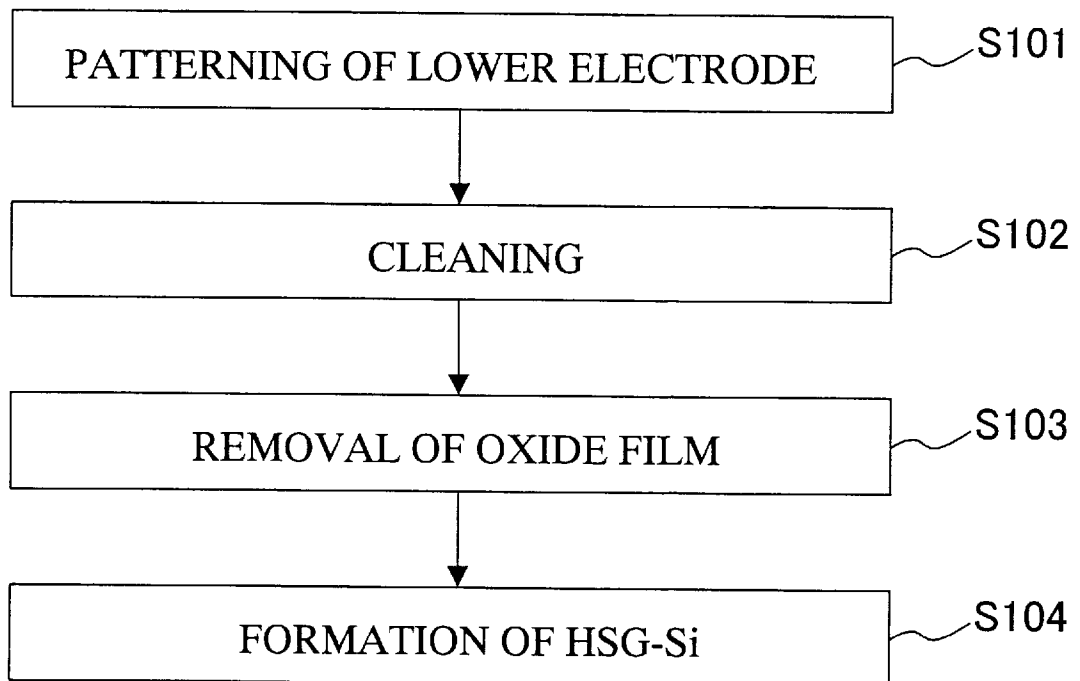 PATTERNING OF LOWER ELECTRODE
S101
CLEANING
S102
REMOVAL OF OXIDE FILM
S103
FORMATION OF HSG-Si
S104